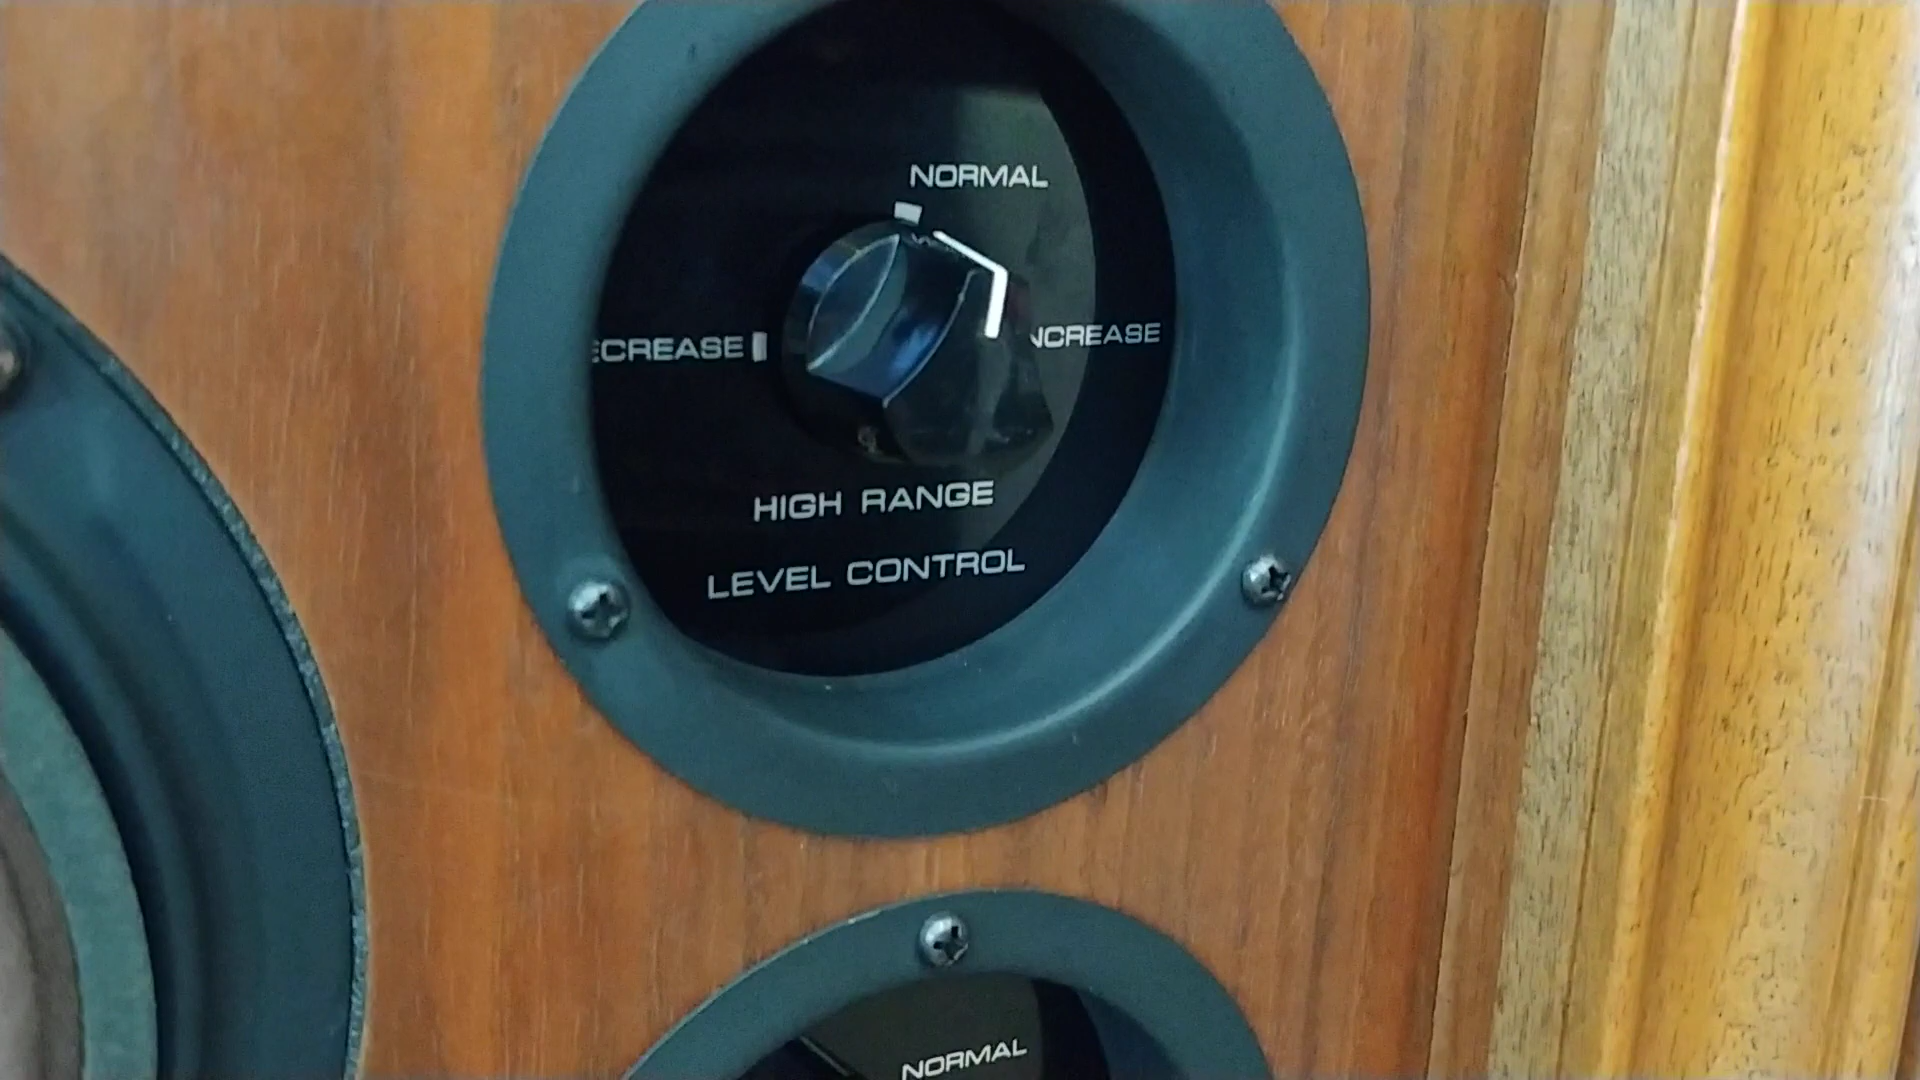 NORMAL
ECREASE NCREASE
HIGH RANGE
LEVEL CONTROL
NORMAL